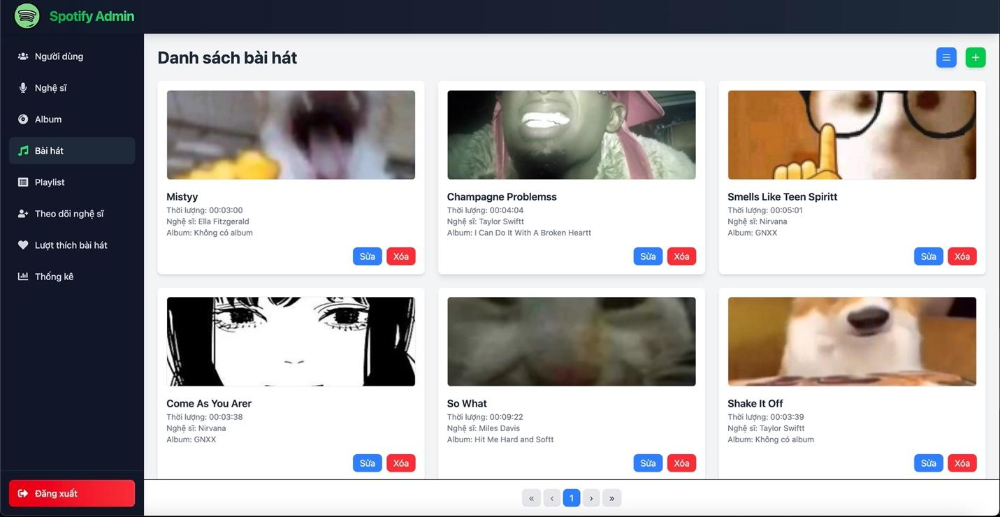 Spotify Admin
Người dùng
Nghệ sĩ
Album
Bài hát
Playlist
Theo dõi nghệ sĩ
Lượt thích bài hát
Thống kê
Đăng xuất
Danh sách bài hát
Mistyy
Thời lượng: 00:03:00
Nghệ sĩ: Ella Fitzgerald
Album: Không có album
Sửa Xóa
Champagne Problemss
Thời lượng: 00:04:04
Nghệ sĩ: Taylor Swiftt
Album: I Can Do It With A Broken Heartt
Sửa Xóa
Smells Like Teen Spiritt
Thời lượng: 00:05:01
Nghệ sĩ: Nirvana
Album: GNXX
Sửa Xóa
Come As You Arer
Thời lượng: 00:03:38
Nghệ sĩ: Nirvana
Album: GNXX
Sửa Xóa
So What
Thời lượng: 00:09:22
Nghệ sĩ: Miles Davis
Album: Hit Me Hard and Softt
Sửa Xóa
Shake It Off
Thời lượng: 00:03:39
Nghệ sĩ: Taylor Swiftt
Album: Không có album
Sửa Xóa
« ‹ 1 › »